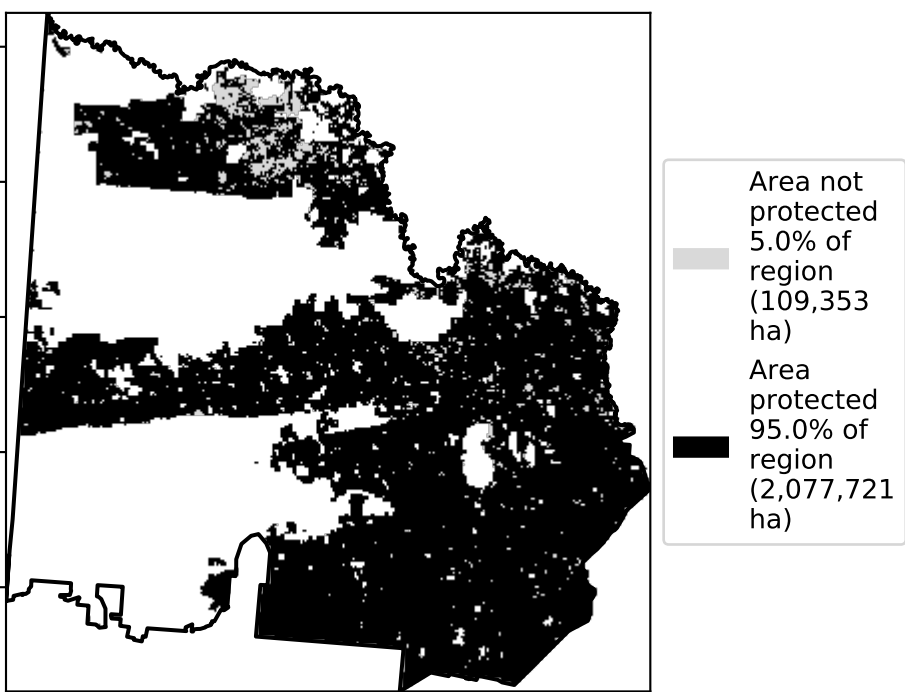 Area not
protected
5.0% of
region
(109,353
ha)
Area
protected
95.0% of
region
(2,077,721
ha)